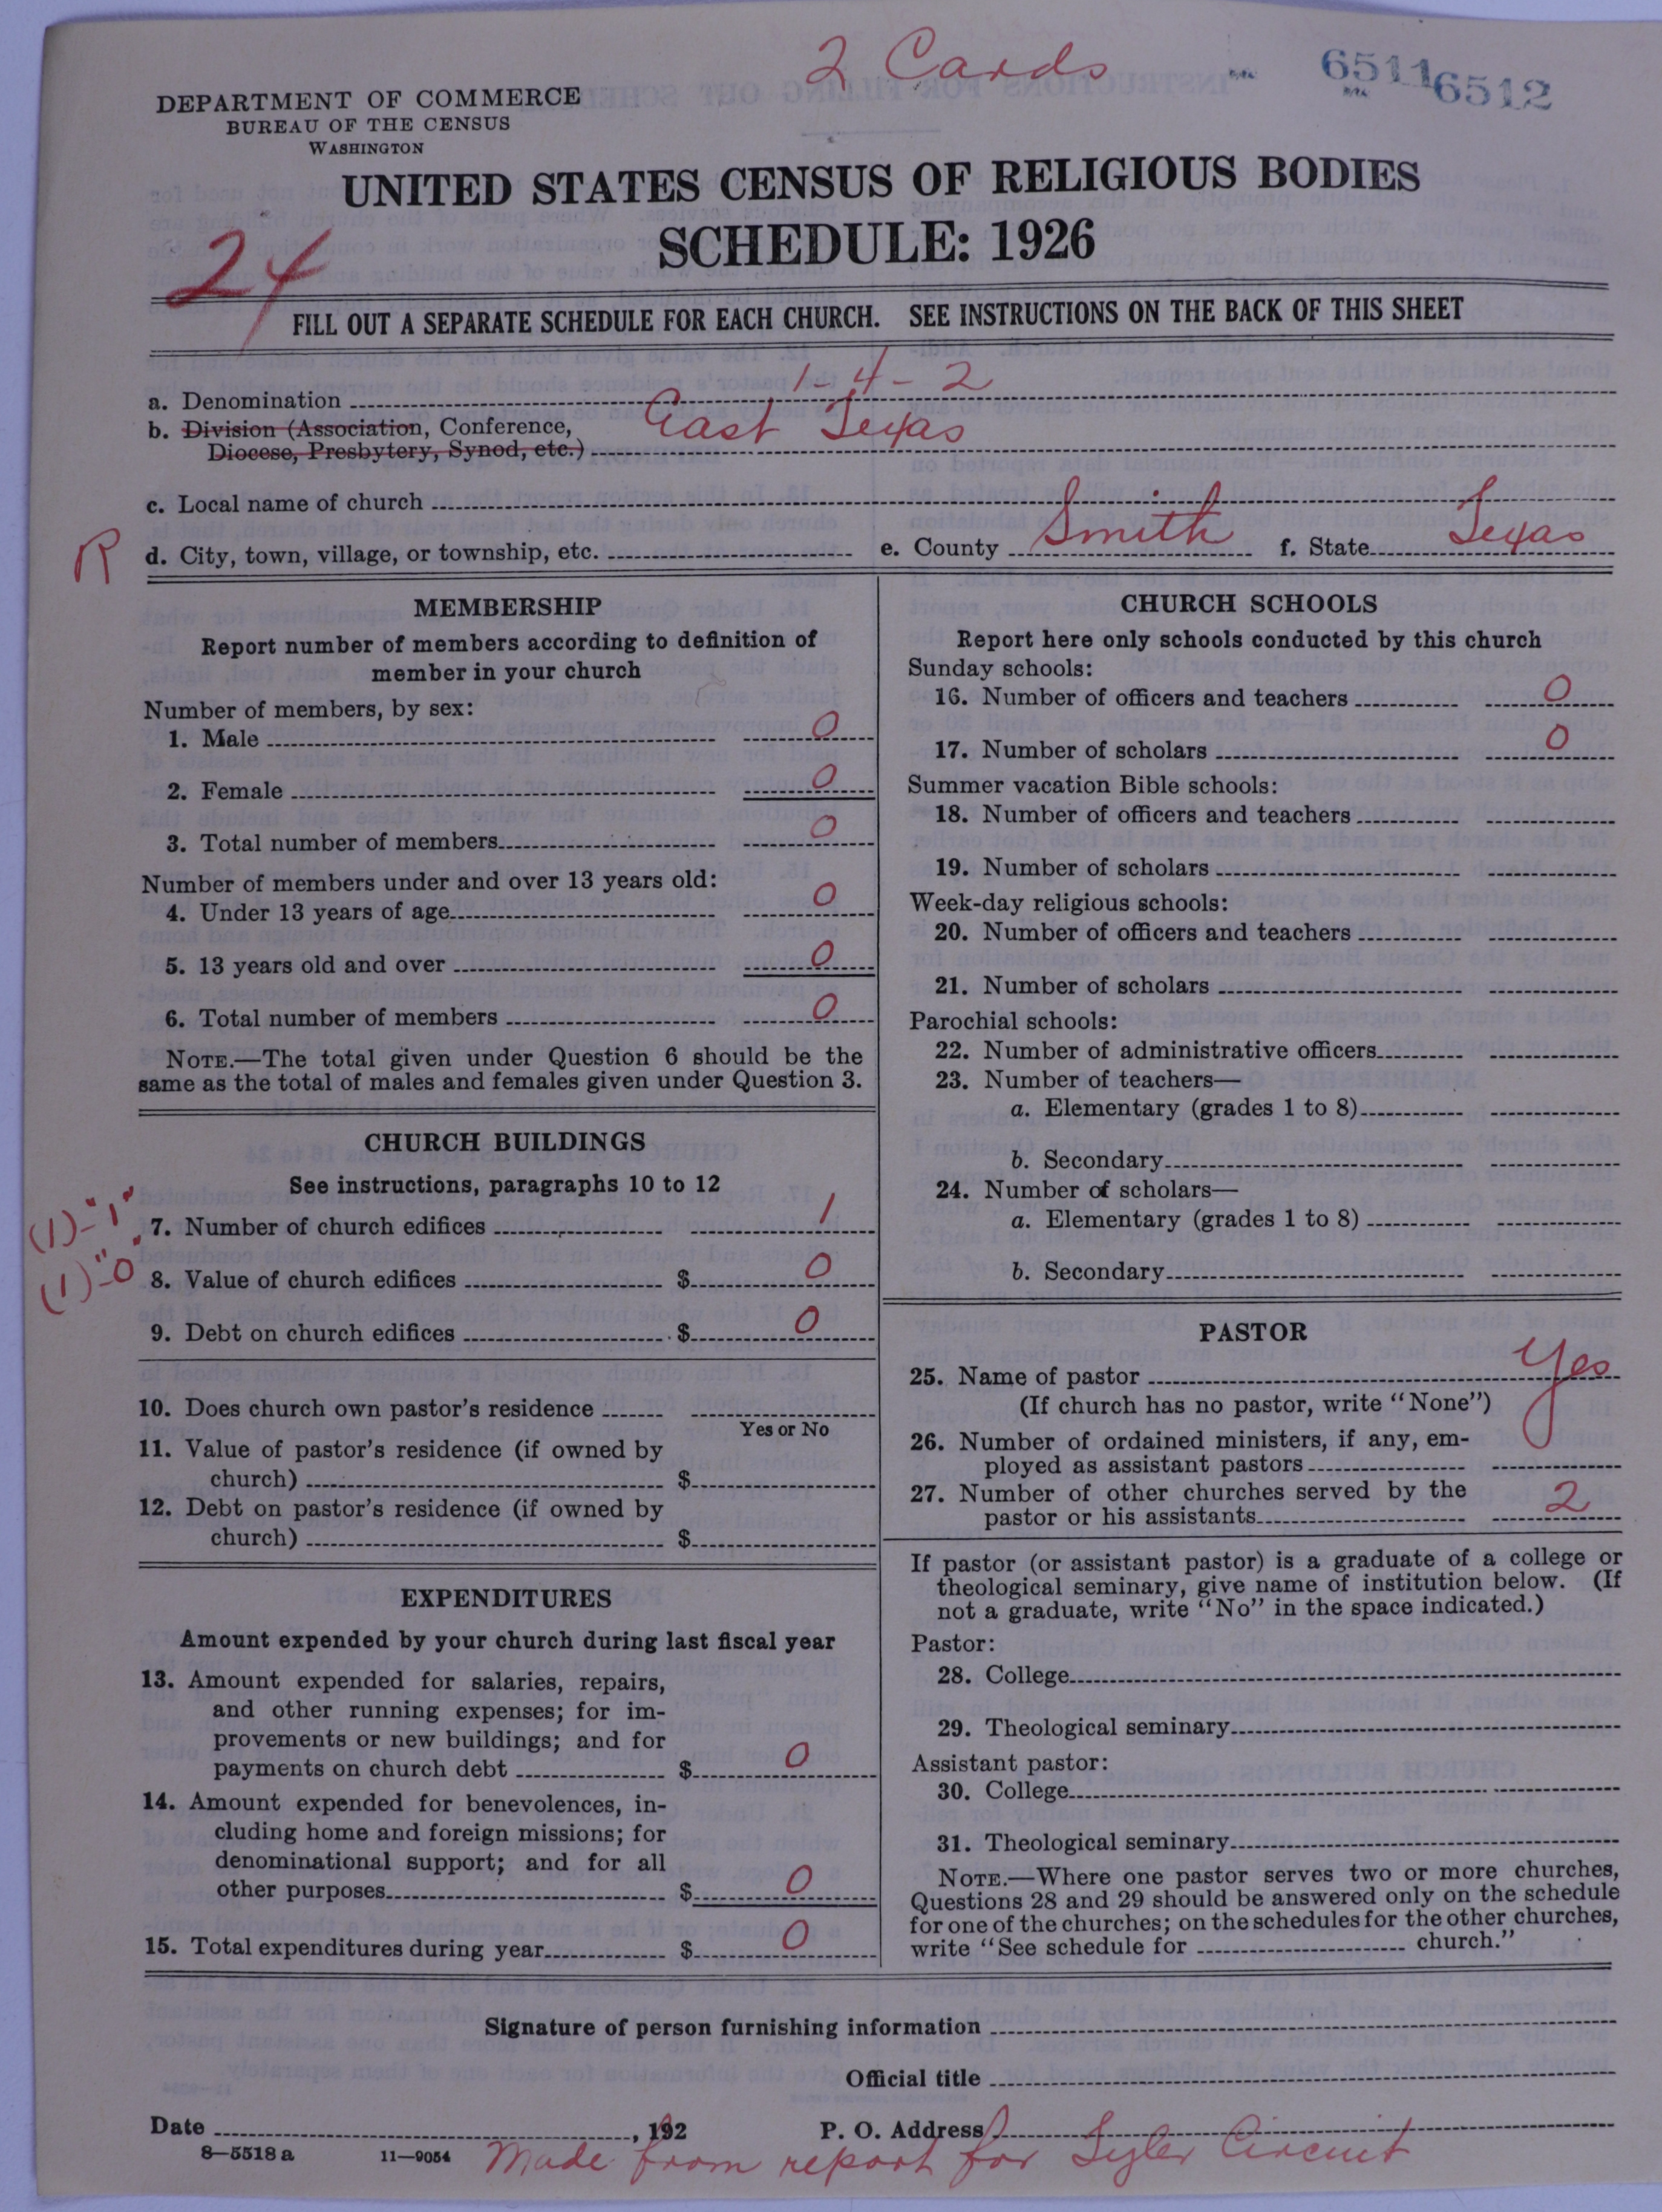 2 Cards
6511 6512
DEPARTMENT OF COMMERCE
BUREAU OF THE CENSUS
WASHINGTON
UNITED STATES CENSUS OF RELIGIOUS BODIES
SCHEDULE: 1926
24
FILL OUT A SEPARATE SCHEDULE FOR EACH CHURCH. SEE INSTRUCTIONS ON THE BACK OF THIS SHEET
a. Denomination 1-4-2
b. Division (Association, Conference, East Texas
Diocese, Presbytery, Synod, etc.)
c. Local name of church
R d. City, town, village, or township, etc. e. County Smith f. State Texas
MEMBERSHIP
Report number of members according to definition of
member in your church
Number of members, by sex:
1. Male 0
2. Female 0
3. Total number of members 0
Number of members under and over 13 years old:
4. Under 13 years of age 0
5. 13 years old and over 0
6. Total number of members 0
NOTE.—The total given under Question 6 should be the
same as the total of males and females given under Question 3.
CHURCH BUILDINGS
See instructions, paragraphs 10 to 12
(1)-"1" 7. Number of church edifices 1
(1)-"0" 8. Value of church edifices $ 0
9. Debt on church edifices $ 0
10. Does church own pastor's residence
Yes or No
11. Value of pastor's residence (if owned by
church) $
12. Debt on pastor's residence (if owned by
church) $
EXPENDITURES
Amount expended by your church during last fiscal year
13. Amount expended for salaries, repairs,
and other running expenses; for im-
provements or new buildings; and for
payments on church debt $ 0
14. Amount expended for benevolences, in-
cluding home and foreign missions; for
denominational support; and for all
other purposes $ 0
15. Total expenditures during year $ 0
CHURCH SCHOOLS
Report here only schools conducted by this church
Sunday schools:
16. Number of officers and teachers 0
17. Number of scholars 0
Summer vacation Bible schools:
18. Number of officers and teachers
19. Number of scholars
Week-day religious schools:
20. Number of officers and teachers
21. Number of scholars
Parochial schools:
22. Number of administrative officers
23. Number of teachers—
a. Elementary (grades 1 to 8)
b. Secondary
24. Number of scholars—
a. Elementary (grades 1 to 8)
b. Secondary
PASTOR
25. Name of pastor Yes
(If church has no pastor, write "None")
26. Number of ordained ministers, if any, em-
ployed as assistant pastors
27. Number of other churches served by the
pastor or his assistants 2
If pastor (or assistant pastor) is a graduate of a college or
theological seminary, give name of institution below. (If
not a graduate, write "No" in the space indicated.)
Pastor:
28. College
29. Theological seminary
Assistant pastor:
30. College
31. Theological seminary
NOTE.—Where one pastor serves two or more churches,
Questions 28 and 29 should be answered only on the schedule
for one of the churches; on the schedules for the other churches,
write "See schedule for church."
Signature of person furnishing information
Official title
Date , 192 P. O. Address
8—5518 a 11—9054 Made from report for Tyler Circuit